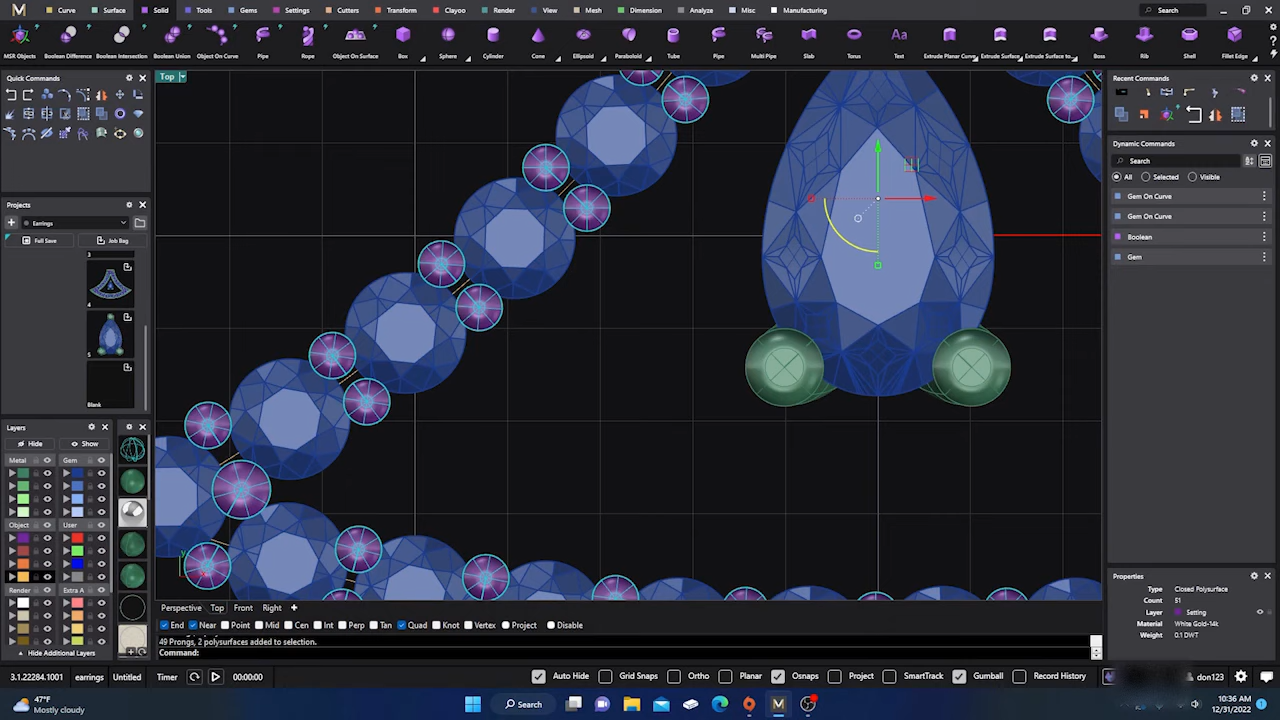 Curve Surface Solid Tools Gems Settings Cutters Transform Clayoo Render View Mesh Dimension Analyze Misc Manufacturing Search
MSR Objects Boolean Difference Boolean Intersection Boolean Union Object On Curve Pipe Rope Object On Surface Box Sphere Cylinder Cone Ellipsoid Paraboloid Tube Pipe Multi Pipe Slab Torus Text Extrude Planar Curve Extrude Surface Extrude Surface to... Boss Rib Shell Fillet Edge
Quick Commands
Top
Recent Commands
Dynamic Commands
Search
All Selected Visible
Gem On Curve
Gem On Curve
Boolean
Gem
Projects
Earrings
Full Save Job Bag
3
4
5
Blank
Layers
Hide Show
Metal Gem
Object User
Render Extra A
Hide Additional Layers
Properties
Type Closed Polysurface
Count 51
Layer Setting
Material White Gold-14k
Weight 0.1 DWT
Perspective Top Front Right
End Near Point Mid Cen Int Perp Tan Quad Knot Vertex Project Disable
49 Prongs, 2 polysurfaces added to selection.
Command:
3.1.22284.1001 earrings Untitled Timer 00:00:00 Auto Hide Grid Snaps Ortho Planar Osnaps Project SmartTrack Gumball Record History don123
47°F
Mostly cloudy
Search
10:36 AM
12/31/2022